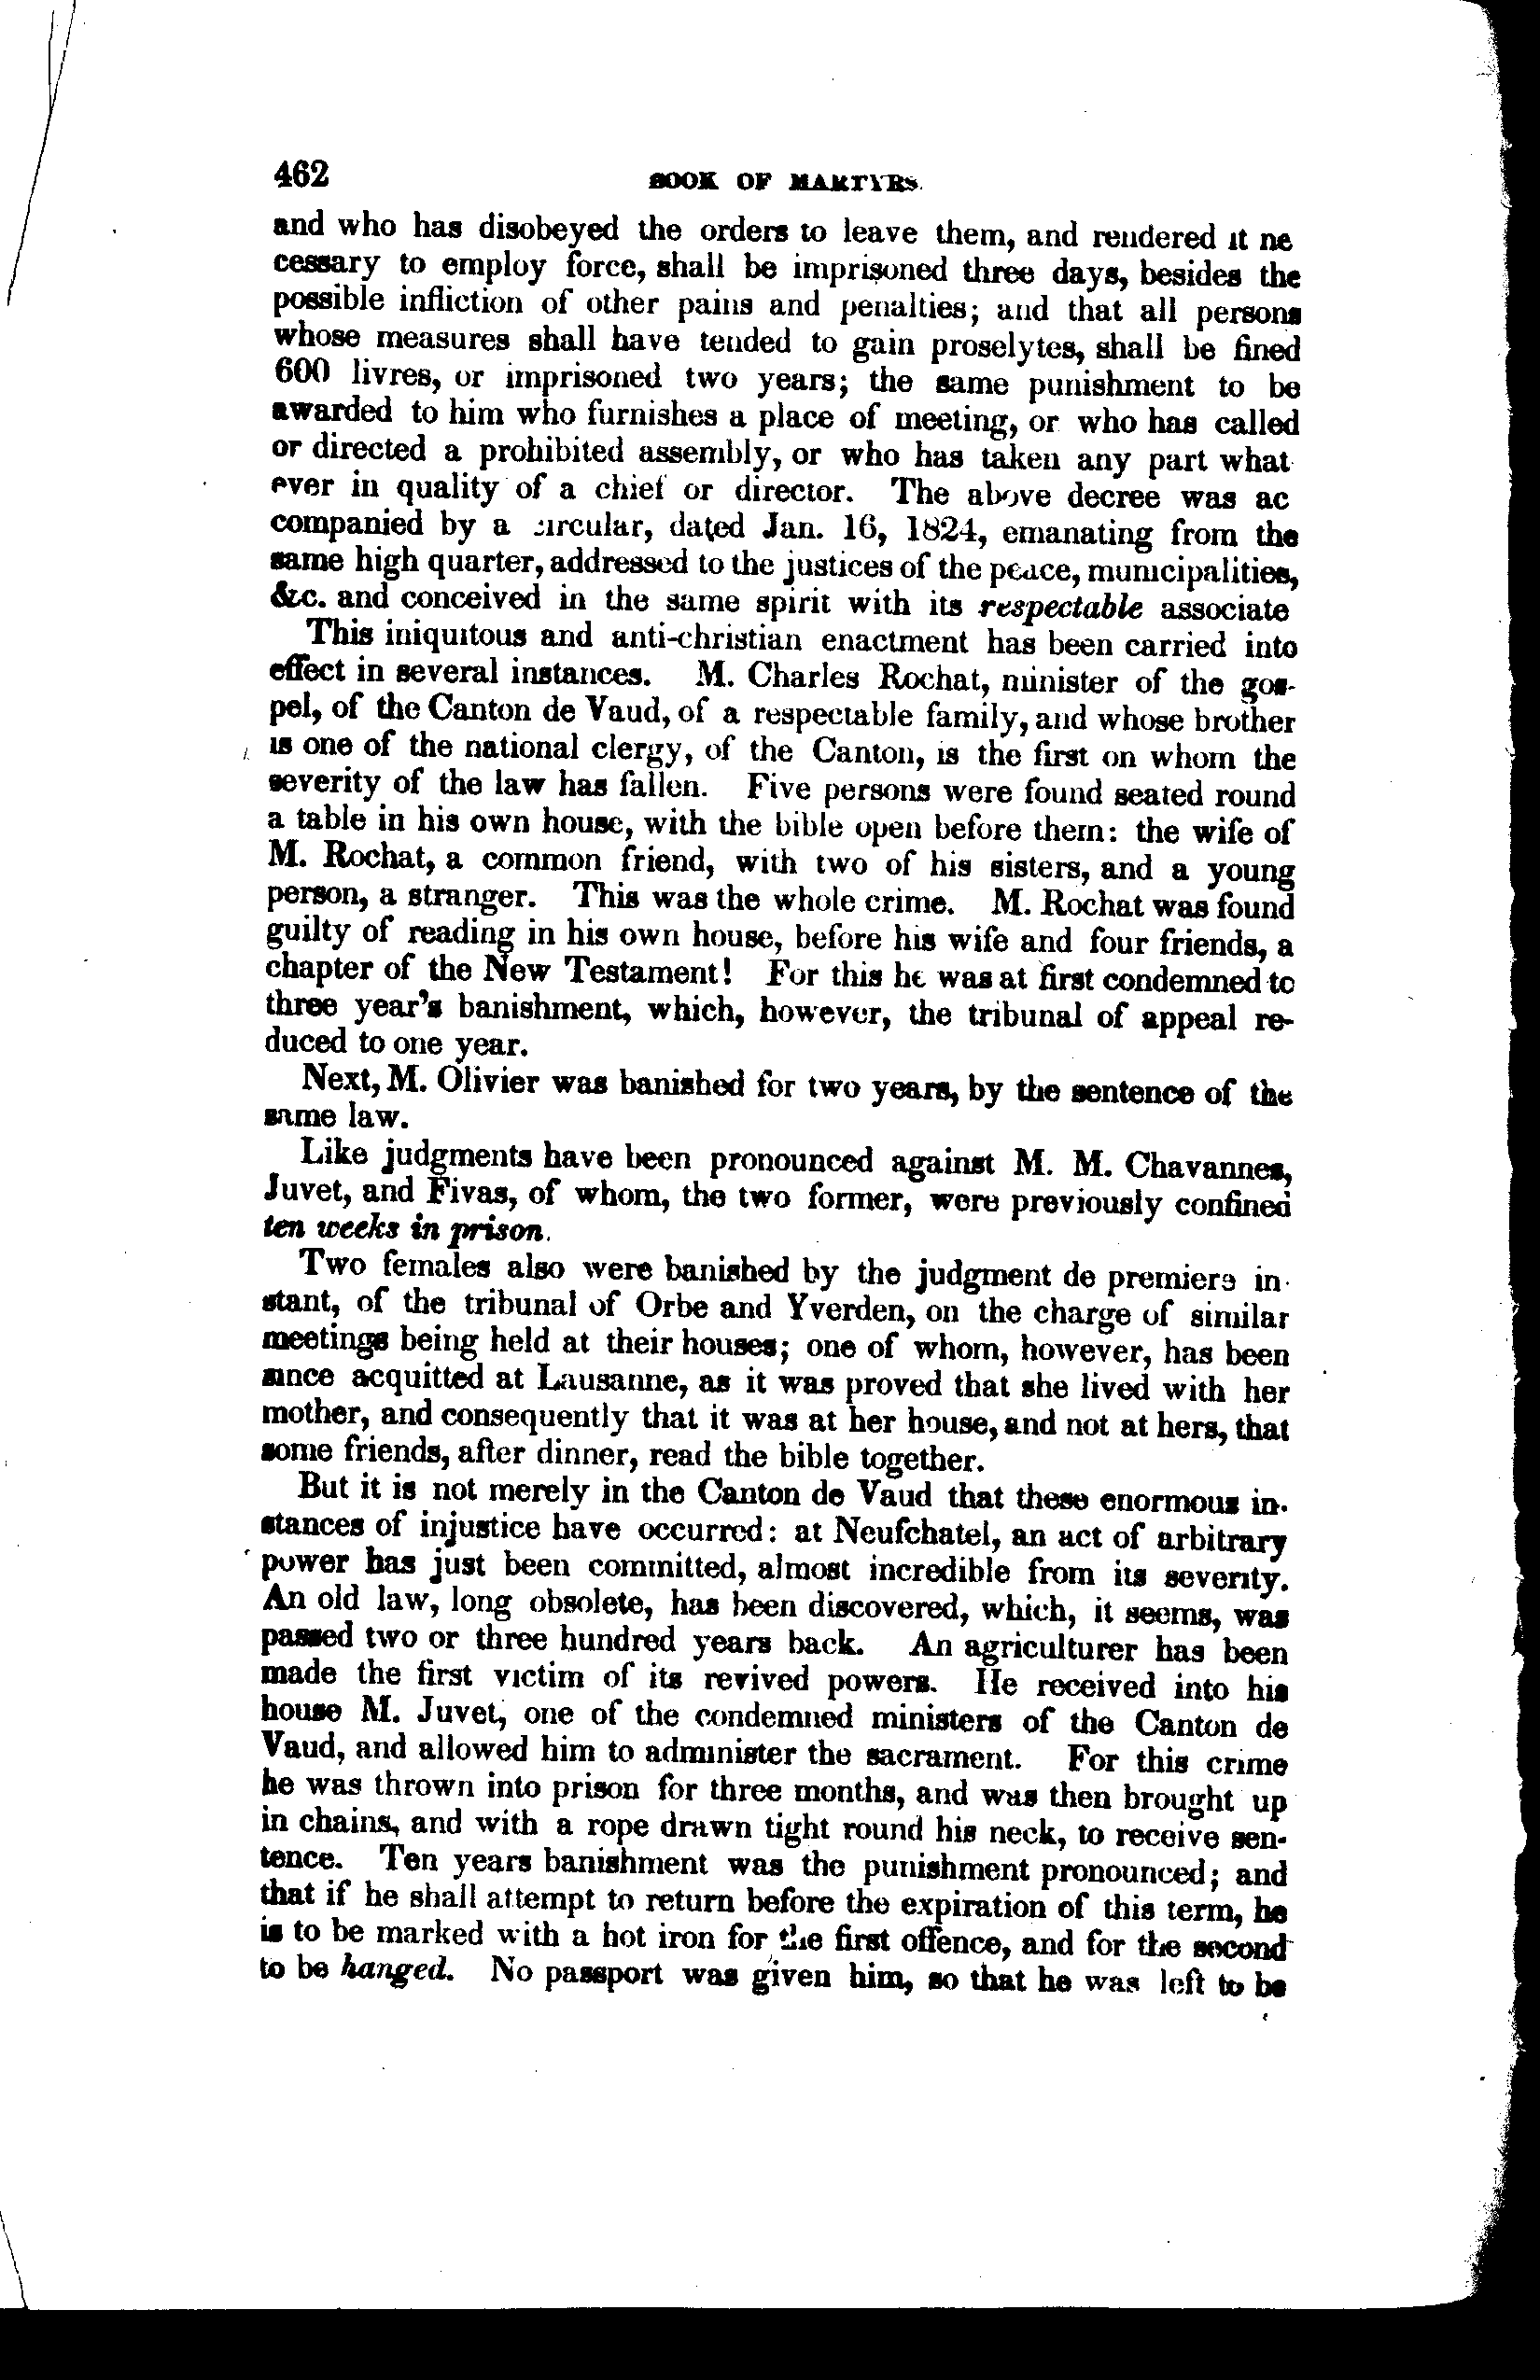 462 BOOK OF MARTYRS.
and who has disobeyed the orders to leave them, and rendered it ne
cessary to employ force, shall be imprisoned three days, besides the
possible infliction of other pains and penalties; and that all persons
whose measures shall have tended to gain proselytes, shall be fined
600 livres, or imprisoned two years; the same punishment to be
awarded to him who furnishes a place of meeting, or who has called
or directed a prohibited assembly, or who has taken any part what
ever in quality of a chief or director. The above decree was ac
companied by a circular, dated Jan. 16, 1824, emanating from the
same high quarter, addressed to the justices of the peace, municipalities,
&c. and conceived in the same spirit with its respectable associate
This iniquitous and anti-christian enactment has been carried into
effect in several instances. M. Charles Rochat, minister of the gos-
pel, of the Canton de Vaud, of a respectable family, and whose brother
is one of the national clergy, of the Canton, is the first on whom the
severity of the law has fallen. Five persons were found seated round
a table in his own house, with the bible open before them: the wife of
M. Rochat, a common friend, with two of his sisters, and a young
person, a stranger. This was the whole crime. M. Rochat was found
guilty of reading in his own house, before his wife and four friends, a
chapter of the New Testament! For this he was at first condemned to
three year's banishment, which, however, the tribunal of appeal re-
duced to one year.
Next, M. Olivier was banished for two years, by the sentence of the
same law.
Like judgments have been pronounced against M. M. Chavannes,
Juvet, and Fivas, of whom, the two former, were previously confined
ten weeks in prison.
Two females also were banished by the judgment de premiere in-
stant, of the tribunal of Orbe and Yverden, on the charge of similar
meetings being held at their houses; one of whom, however, has been
since acquitted at Lausanne, as it was proved that she lived with her
mother, and consequently that it was at her house, and not at hers, that
some friends, after dinner, read the bible together.
But it is not merely in the Canton de Vaud that these enormous in-
stances of injustice have occurred: at Neufchatel, an act of arbitrary
power has just been committed, almost incredible from its severity.
An old law, long obsolete, has been discovered, which, it seems, was
passed two or three hundred years back. An agriculturer has been
made the first victim of its revived powers. He received into his
house M. Juvet, one of the condemned ministers of the Canton de
Vaud, and allowed him to administer the sacrament. For this crime
he was thrown into prison for three months, and was then brought up
in chains, and with a rope drawn tight round his neck, to receive sen-
tence. Ten years banishment was the punishment pronounced; and
that if he shall attempt to return before the expiration of this term, he
is to be marked with a hot iron for the first offence, and for the second
to be hanged. No passport was given him, so that he was left to be